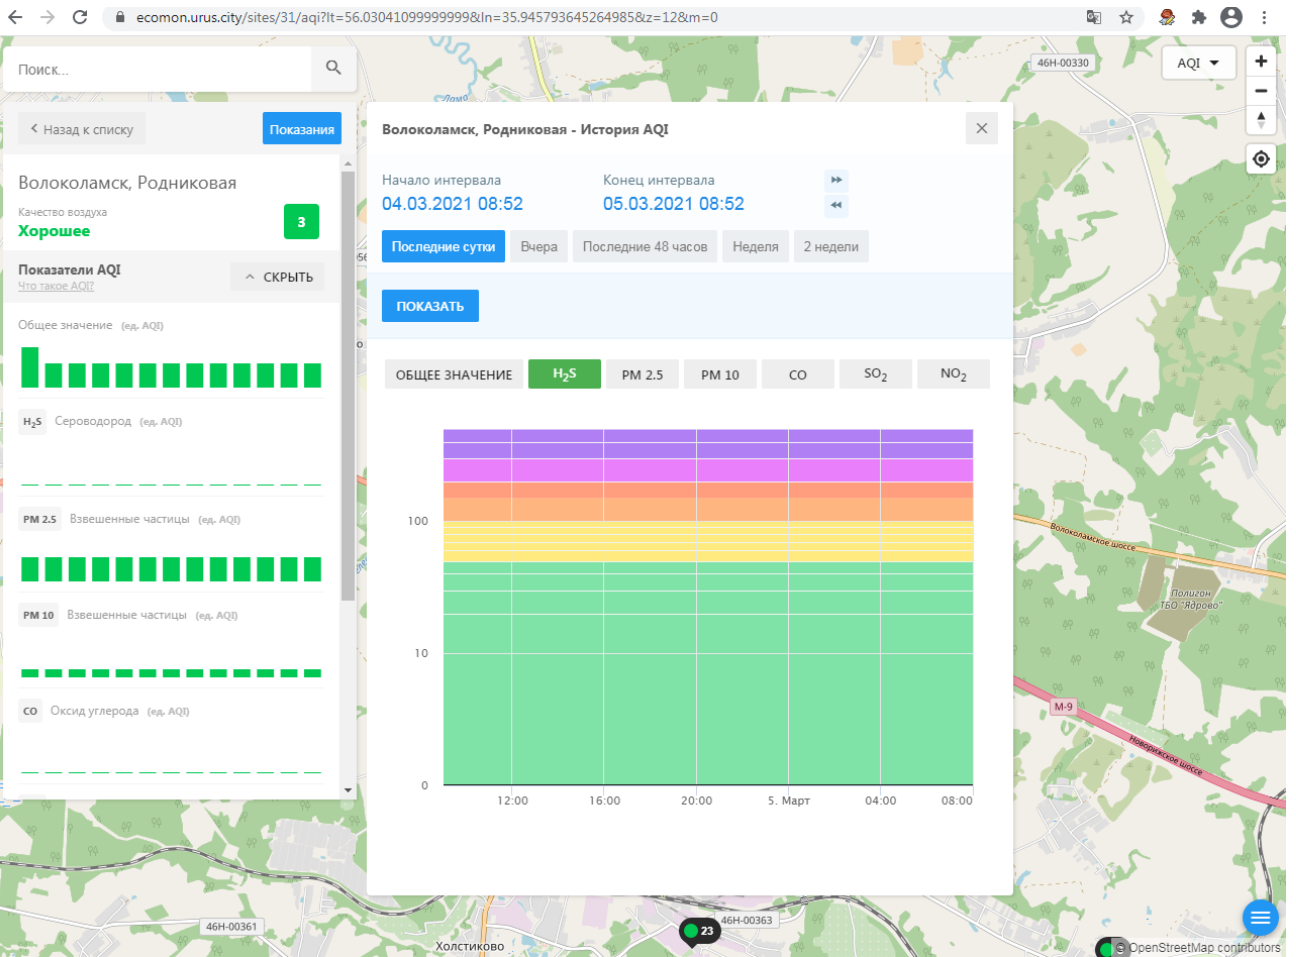 ecomon.urus.city/sites/31/aqi?lt=56.03041099999999&ln=35.945793645264985&z=12&m=0
Поиск...
46Н-00330
AQI
Лама
Назад к списку
Показания
Волоколамск, Родниковая
Качество воздуха
Хорошее
3
Показатели AQI
Что такое AQI?
СКРЫТЬ
Общее значение (ед. AQI)
H2S Сероводород (ед. AQI)
PM 2.5 Взвешенные частицы (ед. AQI)
PM 10 Взвешенные частицы (ед. AQI)
CO Оксид углерода (ед. AQI)
Волоколамск, Родниковая - История AQI
Начало интервала
04.03.2021 08:52
Конец интервала
05.03.2021 08:52
Последние сутки
Вчера
Последние 48 часов
Неделя
2 недели
ПОКАЗАТЬ
ОБЩЕЕ ЗНАЧЕНИЕ
H2S
PM 2.5
PM 10
CO
SO2
NO2
100
10
0
12:00
16:00
20:00
5. Март
04:00
08:00
Волоколамское шоссе
Полигон
ТБО "Ядрово"
М-9
Новорижское шоссе
46Н-00361
Холстиково
23
46Н-00363
© OpenStreetMap contributors